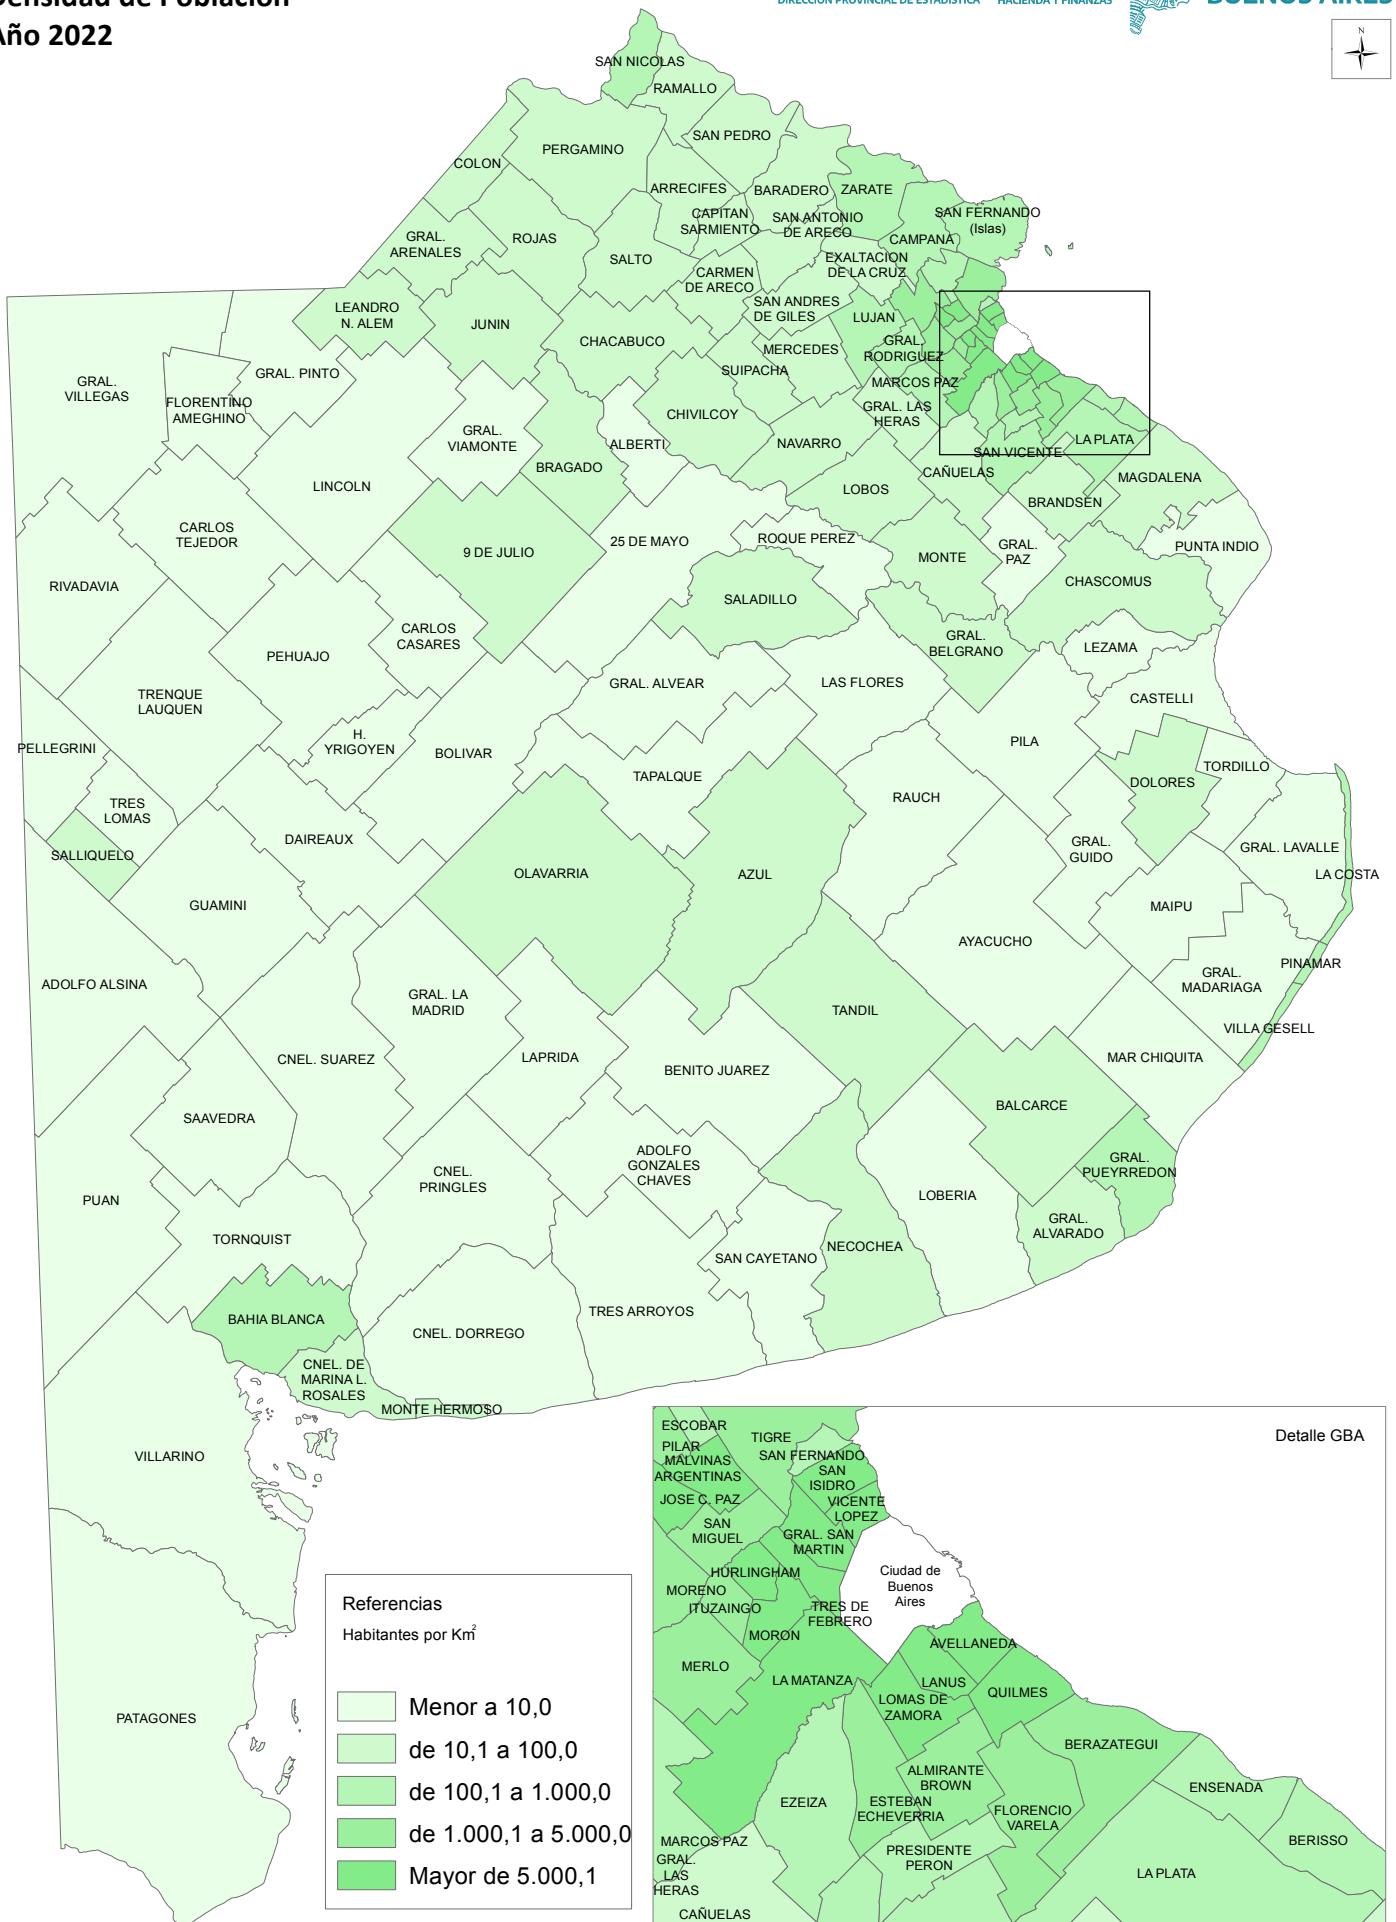 Densidad de Población
Año 2022
DIRECCIÓN PROVINCIAL DE ESTADÍSTICA
HACIENDA Y FINANZAS
BUENOS AIRES
N
SAN NICOLAS
RAMALLO
SAN PEDRO
PERGAMINO
COLON
ARRECIFES
BARADERO
ZARATE
CAPITAN
SARMIENTO
SAN ANTONIO
DE ARECO
SAN FERNANDO
(Islas)
CAMPANA
GRAL.
ARENALES
ROJAS
SALTO
EXALTACION
DE LA CRUZ
CARMEN
DE ARECO
SAN ANDRES
DE GILES
LEANDRO
N. ALEM
JUNIN
LUJAN
CHACABUCO
MERCEDES
GRAL.
RODRIGUEZ
SUIPACHA
GRAL.
VILLEGAS
GRAL. PINTO
FLORENTINO
AMEGHINO
MARCOS PAZ
GRAL. LAS
HERAS
CHIVILCOY
GRAL.
VIAMONTE
ALBERTI
NAVARRO
LA PLATA
SAN VICENTE
BRAGADO
CAÑUELAS
MAGDALENA
LINCOLN
LOBOS
BRANDSEN
CARLOS
TEJEDOR
9 DE JULIO
25 DE MAYO
ROQUE PEREZ
GRAL.
PAZ
PUNTA INDIO
MONTE
RIVADAVIA
CHASCOMUS
SALADILLO
CARLOS
CASARES
GRAL.
BELGRANO
LEZAMA
PEHUAJO
GRAL. ALVEAR
LAS FLORES
TRENQUE
LAUQUEN
CASTELLI
H.
YRIGOYEN
PELLEGRINI
BOLIVAR
PILA
TAPALQUE
TORDILLO
DOLORES
RAUCH
TRES
LOMAS
DAIREAUX
GRAL.
GUIDO
GRAL. LAVALLE
SALLIQUELO
OLAVARRIA
AZUL
LA COSTA
GUAMINI
MAIPU
AYACUCHO
PINAMAR
ADOLFO ALSINA
GRAL.
MADARIAGA
GRAL. LA
MADRID
TANDIL
VILLA GESELL
CNEL. SUAREZ
LAPRIDA
MAR CHIQUITA
BENITO JUAREZ
BALCARCE
SAAVEDRA
ADOLFO
GONZALES
CHAVES
GRAL.
PUEYRREDON
CNEL.
PRINGLES
PUAN
LOBERIA
GRAL.
ALVARADO
TORNQUIST
NECOCHEA
SAN CAYETANO
TRES ARROYOS
BAHIA BLANCA
CNEL. DORREGO
CNEL. DE
MARINA L.
ROSALES
MONTE HERMOSO
VILLARINO
PATAGONES
Referencias
Habitantes por Km²
Menor a 10,0
de 10,1 a 100,0
de 100,1 a 1.000,0
de 1.000,1 a 5.000,0
Mayor de 5.000,1
Detalle GBA
ESCOBAR
TIGRE
PILAR
SAN FERNANDO
MALVINAS
ARGENTINAS
SAN
ISIDRO
JOSE C. PAZ
VICENTE
LOPEZ
SAN
MIGUEL
GRAL. SAN
MARTIN
HURLINGHAM
Ciudad de
Buenos
Aires
MORENO
ITUZAINGO
TRES DE
FEBRERO
MORON
AVELLANEDA
MERLO
LA MATANZA
LANUS
QUILMES
LOMAS DE
ZAMORA
BERAZATEGUI
ALMIRANTE
BROWN
ENSENADA
EZEIZA
ESTEBAN
ECHEVERRIA
FLORENCIO
VARELA
BERISSO
MARCOS PAZ
PRESIDENTE
PERON
GRAL.
LAS
HERAS
LA PLATA
CAÑUELAS